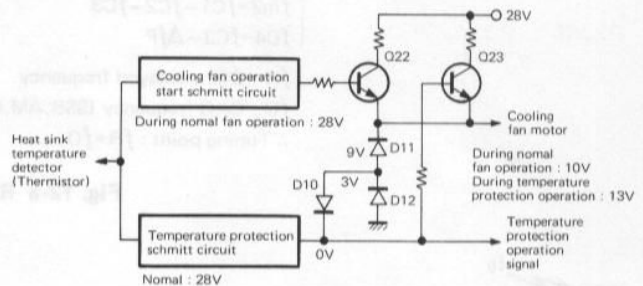 28V
Q22
Q23
Cooling fan operation
start schmitt circuit
During nomal fan operation : 28V
Cooling
fan motor
Heat sink
temperature
detector
(Thermistor)
9V
D11
During nomal
fan operation : 10V
During temperature
protection operation : 13V
D10
3V
D12
Temperature protection
schmitt circuit
0V
Temperature
protection
operation
signal
Nomal : 28V